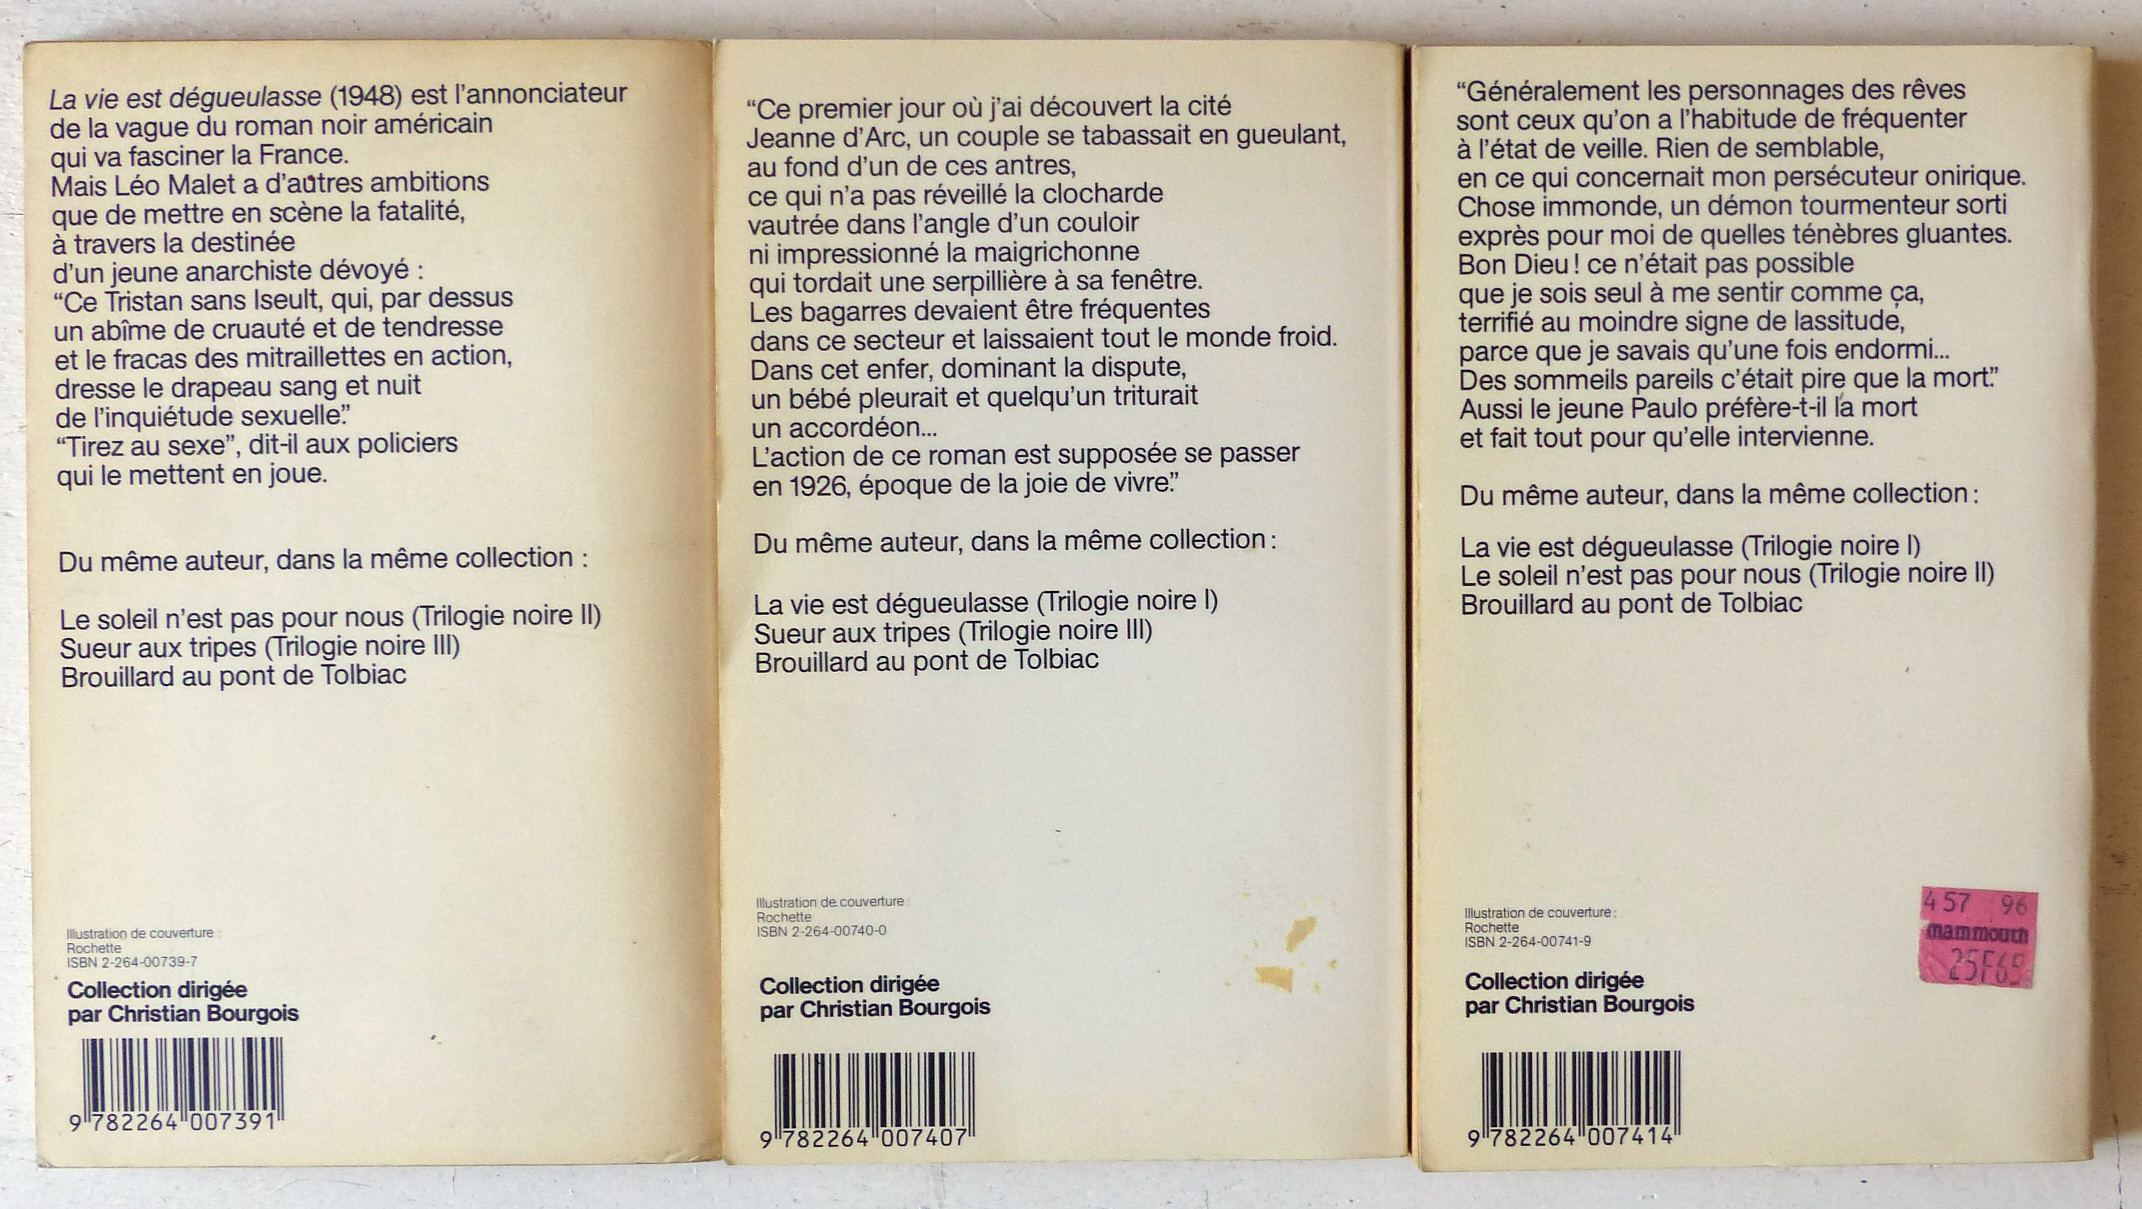 La vie est dégueulasse (1948) est l'annonciateur
de la vague du roman noir américain
qui va fasciner la France.
Mais Léo Malet a d'autres ambitions
que de mettre en scène la fatalité,
à travers la destinée
d'un jeune anarchiste dévoyé :
“Ce Tristan sans Iseult, qui, par dessus
un abîme de cruauté et de tendresse
et le fracas des mitraillettes en action,
dresse le drapeau sang et nuit
de l'inquiétude sexuelle.”
“Tirez au sexe”, dit-il aux policiers
qui le mettent en joue.
Du même auteur, dans la même collection :
Le soleil n'est pas pour nous (Trilogie noire II)
Sueur aux tripes (Trilogie noire III)
Brouillard au pont de Tolbiac
Illustration de couverture :
Rochette
ISBN 2-264-00739-7
Collection dirigée
par Christian Bourgois
9 782264 007391
“Ce premier jour où j'ai découvert la cité
Jeanne d'Arc, un couple se tabassait en gueulant,
au fond d'un de ces antres,
ce qui n'a pas réveillé la clocharde
vautrée dans l'angle d'un couloir
ni impressionné la maigrichonne
qui tordait une serpillière à sa fenêtre.
Les bagarres devaient être fréquentes
dans ce secteur et laissaient tout le monde froid.
Dans cet enfer, dominant la dispute,
un bébé pleurait et quelqu'un triturait
un accordéon...
L'action de ce roman est supposée se passer
en 1926, époque de la joie de vivre.”
Du même auteur, dans la même collection :
La vie est dégueulasse (Trilogie noire I)
Sueur aux tripes (Trilogie noire III)
Brouillard au pont de Tolbiac
Illustration de couverture :
Rochette
ISBN 2-264-00740-0
Collection dirigée
par Christian Bourgois
9 782264 007407
“Généralement les personnages des rêves
sont ceux qu'on a l'habitude de fréquenter
à l'état de veille. Rien de semblable,
en ce qui concernait mon persécuteur onirique.
Chose immonde, un démon tourmenteur sorti
exprès pour moi de quelles ténèbres gluantes.
Bon Dieu ! ce n'était pas possible
que je sois seul à me sentir comme ça,
terrifié au moindre signe de lassitude,
parce que je savais qu'une fois endormi...
Des sommeils pareils c'était pire que la mort.”
Aussi le jeune Paulo préfère-t-il la mort
et fait tout pour qu'elle intervienne.
Du même auteur, dans la même collection :
La vie est dégueulasse (Trilogie noire I)
Le soleil n'est pas pour nous (Trilogie noire II)
Brouillard au pont de Tolbiac
Illustration de couverture :
Rochette
ISBN 2-264-00741-9
Collection dirigée
par Christian Bourgois
9 782264 007414
457 96
mammouth
25F65